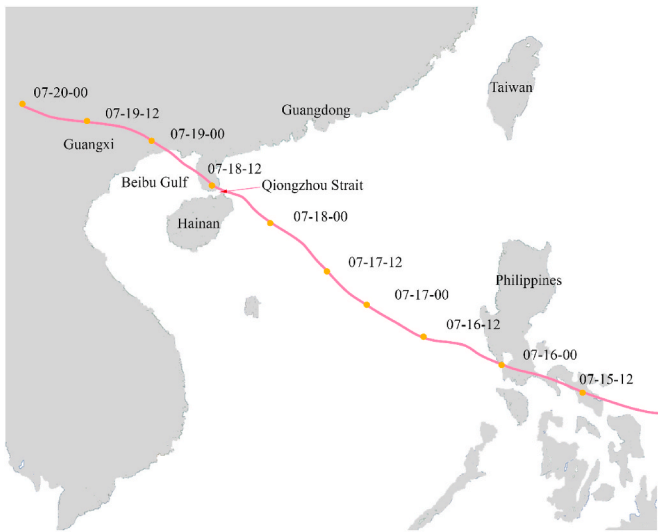 07-20-00
07-19-12
07-19-00
Guangxi
Guangdong
Taiwan
07-18-12
Beibu Gulf
Qiongzhou Strait
Hainan
07-18-00
07-17-12
07-17-00
Philippines
07-16-12
07-16-00
07-15-12